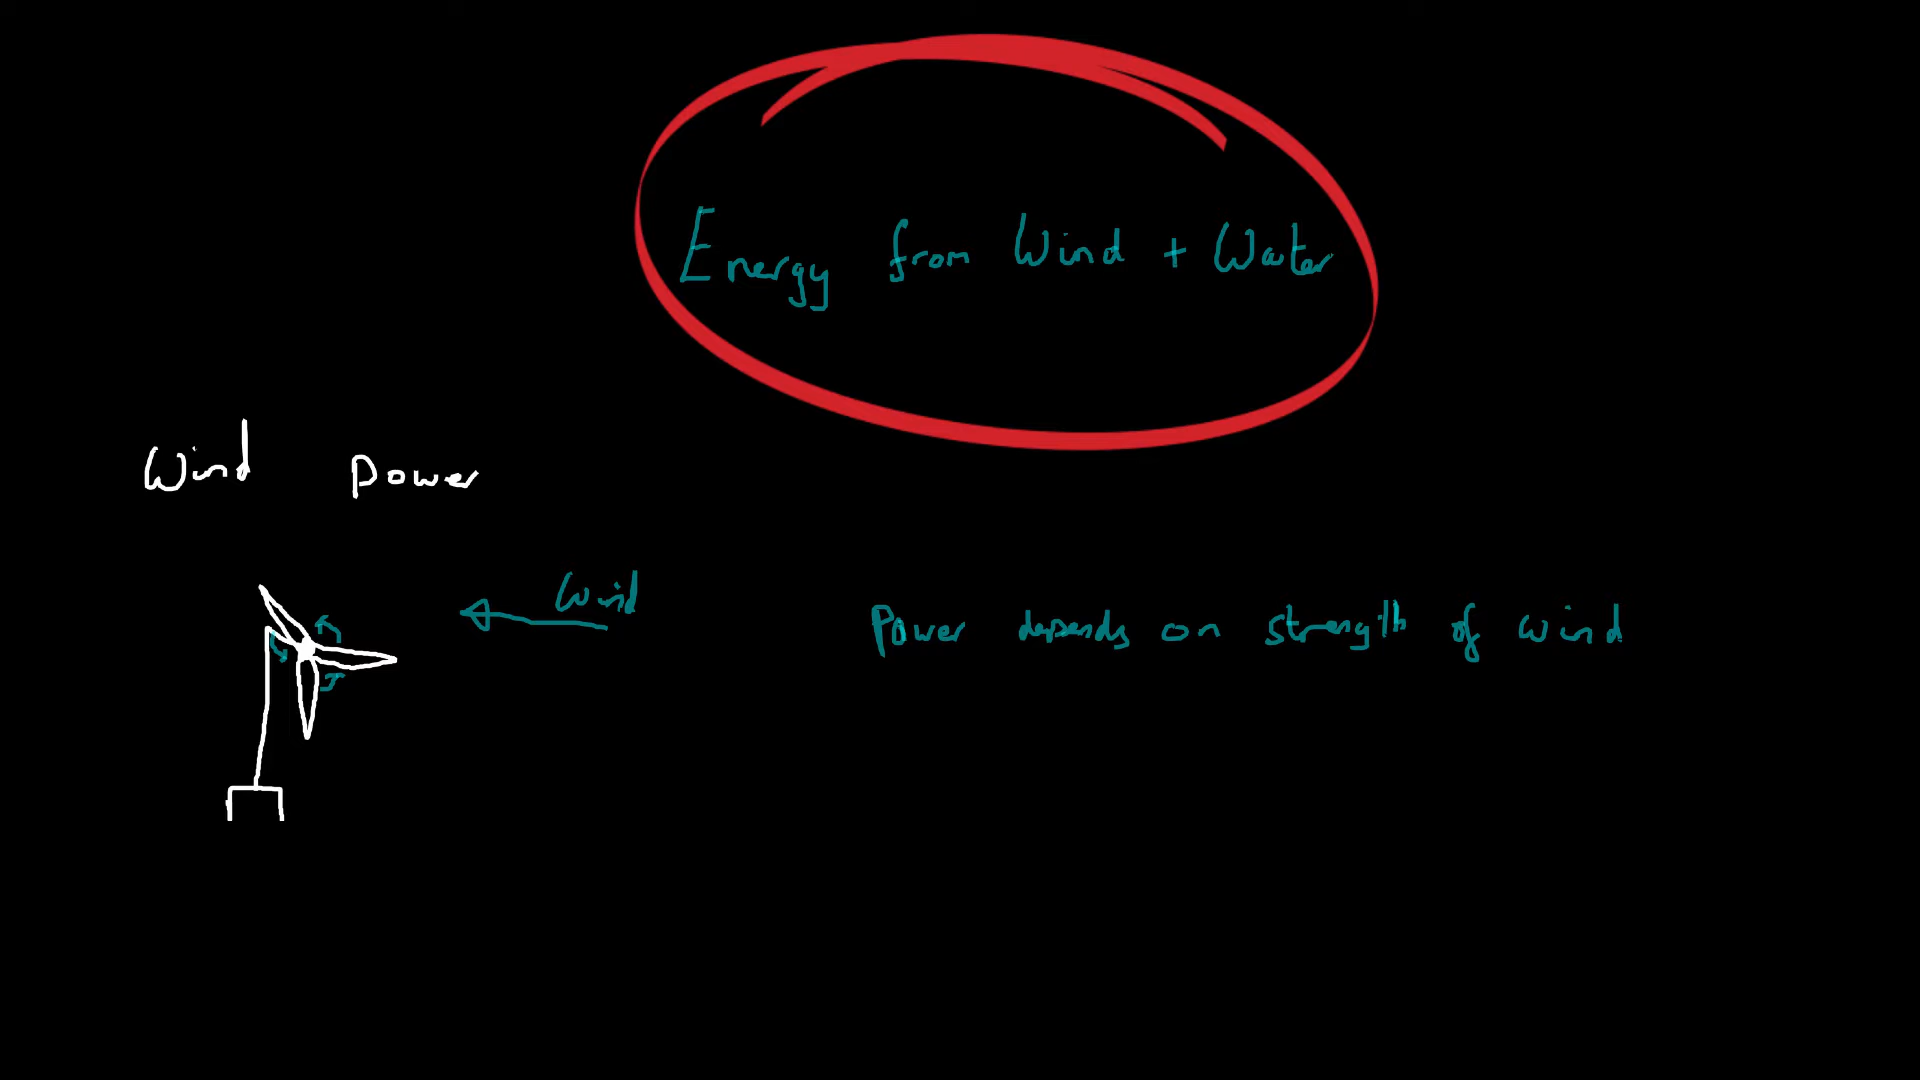 Energy from Wind + Water
Wind Power
Wind
Power depends on strength of wind